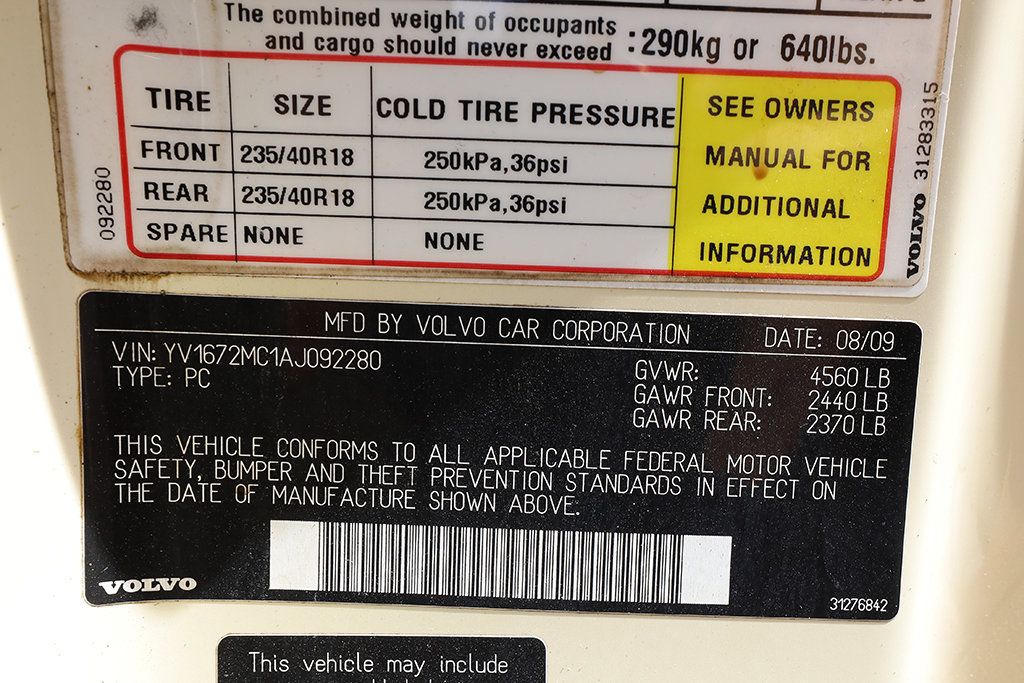 The combined weight of occupants
and cargo should never exceed : 290kg or 640lbs.
TIRE SIZE COLD TIRE PRESSURE
FRONT 235/40R18 250kPa,36psi
REAR 235/40R18 250kPa,36psi
SPARE NONE NONE
SEE OWNERS
MANUAL FOR
ADDITIONAL
INFORMATION
092280
VOLVO 31283315
MFD BY VOLVO CAR CORPORATION DATE: 08/09
VIN: YV1672MC1AJ092280
TYPE: PC
GVWR: 4560 LB
GAWR FRONT: 2440 LB
GAWR REAR: 2370 LB
THIS VEHICLE CONFORMS TO ALL APPLICABLE FEDERAL MOTOR VEHICLE
SAFETY, BUMPER AND THEFT PREVENTION STANDARDS IN EFFECT ON
THE DATE OF MANUFACTURE SHOWN ABOVE.
VOLVO
31276842
This vehicle may include